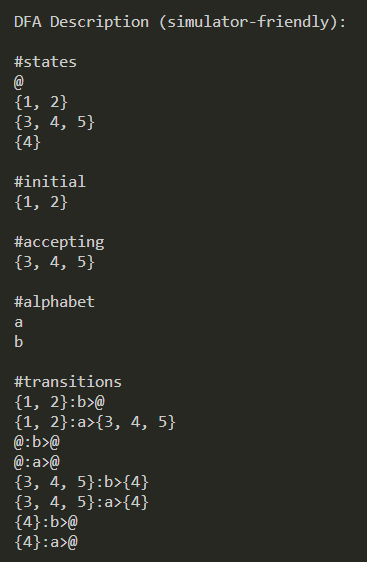 DFA Description (simulator-friendly):

#states
@
{1, 2}
{3, 4, 5}
{4}

#initial
{1, 2}

#accepting
{3, 4, 5}

#alphabet
a
b

#transitions
{1, 2}:b>@
{1, 2}:a>{3, 4, 5}
@:b>@
@:a>@
{3, 4, 5}:b>{4}
{3, 4, 5}:a>{4}
{4}:b>@
{4}:a>@